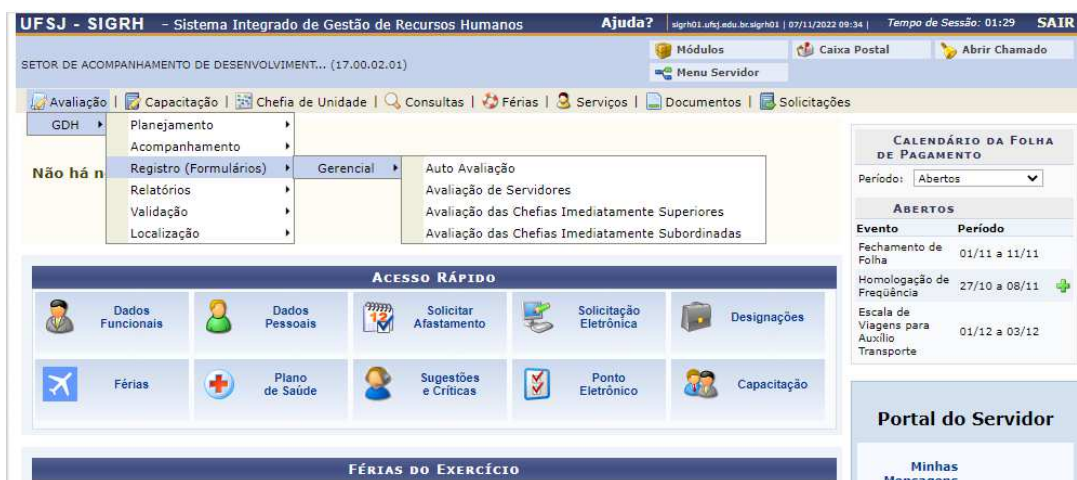 UFSJ - SIGRH - Sistema Integrado de Gestão de Recursos Humanos Ajuda? sigrh01.ufsj.edu.br.sigrh01 | 07/11/2022 09:34 | Tempo de Sessão: 01:29 SAIR
Módulos Caixa Postal Abrir Chamado
SETOR DE ACOMPANHAMENTO DE DESENVOLVIMENT... (17.00.02.01)
Menu Servidor
Avaliação | Capacitação | Chefia de Unidade | Consultas | Férias | Serviços | Documentos | Solicitações
GDH
Planejamento
Acompanhamento
Registro (Formulários)
Relatórios
Validação
Localização
Gerencial
Auto Avaliação
Avaliação de Servidores
Avaliação das Chefias Imediatamente Superiores
Avaliação das Chefias Imediatamente Subordinadas
Não há n
ACESSO RÁPIDO
Dados Funcionais
Dados Pessoais
Solicitar Afastamento
Solicitação Eletrônica
Designações
Férias
Plano de Saúde
Sugestões e Críticas
Ponto Eletrônico
Capacitação
FÉRIAS DO EXERCÍCIO
CALENDÁRIO DA FOLHA
DE PAGAMENTO
Período: Abertos
ABERTOS
Evento Período
Fechamento de Folha 01/11 a 11/11
Homologação de Freqüência 27/10 a 08/11
Escala de Viagens para Auxílio Transporte 01/12 a 03/12
Portal do Servidor
Minhas
Mensagens